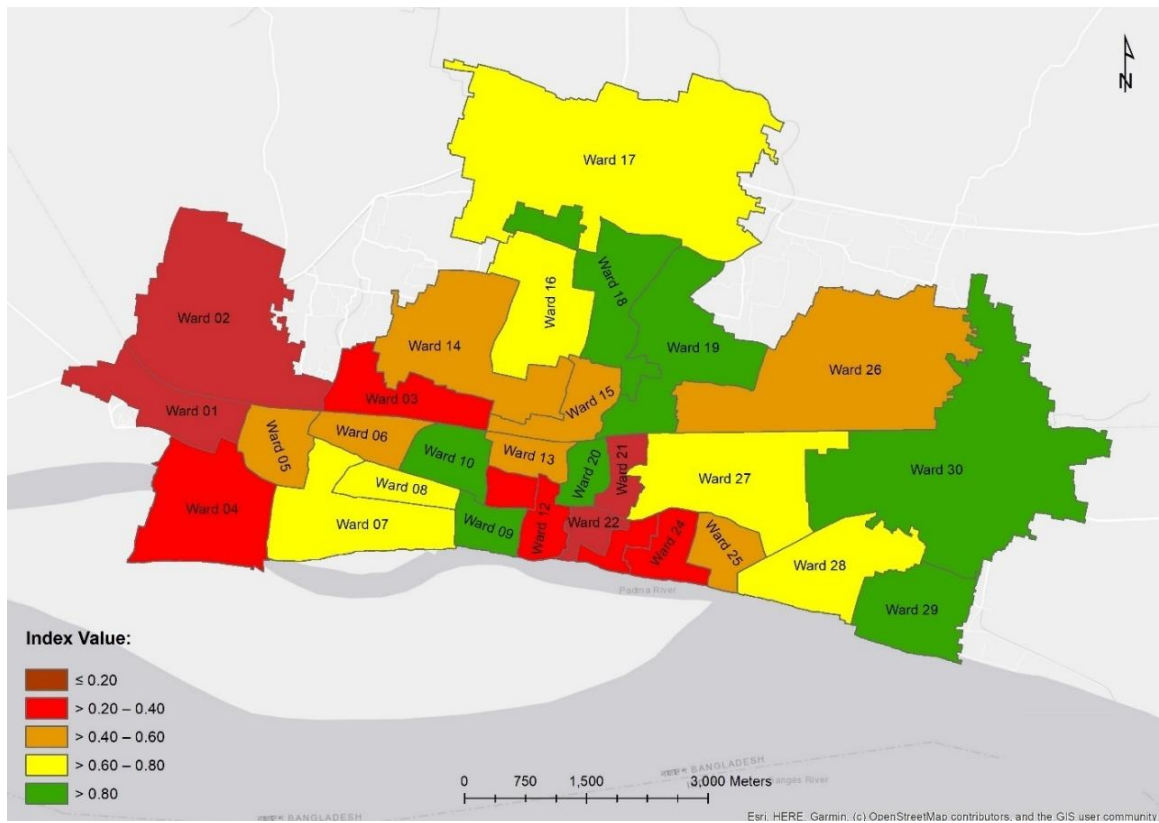 N
Ward 17
Ward 16
Ward 18
Ward 02
Ward 14
Ward 19
Ward 26
Ward 03
Ward 15
Ward 01
Ward 06
Ward 05
Ward 10
Ward 13
Ward 20
Ward 21
Ward 27
Ward 30
Ward 08
Ward 04
Ward 07
Ward 09
Ward 12
Ward 22
Ward 24
Ward 25
Ward 28
Padma River
Ward 29
Index Value:
≤ 0.20
> 0.20 – 0.40
> 0.40 – 0.60
> 0.60 – 0.80
> 0.80
BANGLADESH
0 750 1,500 3,000 Meters
Ganges River
BANGLADESH
Esri, HERE, Garmin, (c) OpenStreetMap contributors, and the GIS user community